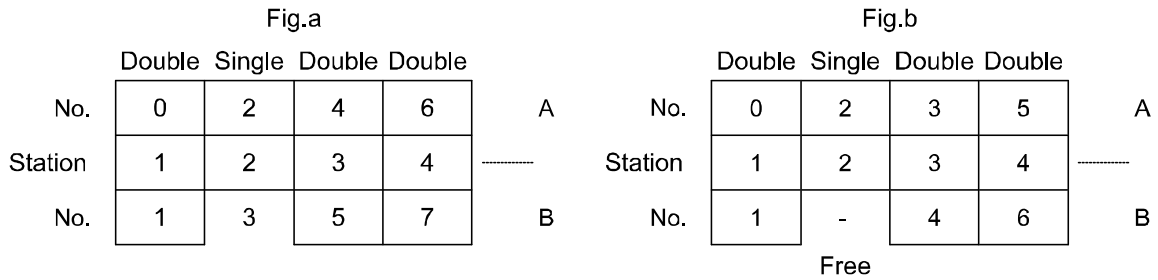 Fig.a
Double Single Double Double
No. 0 2 4 6 A
Station 1 2 3 4
No. 1 3 5 7 B
Fig.b
Double Single Double Double
No. 0 2 3 5 A
Station 1 2 3 4
No. 1 - 4 6 B
Free